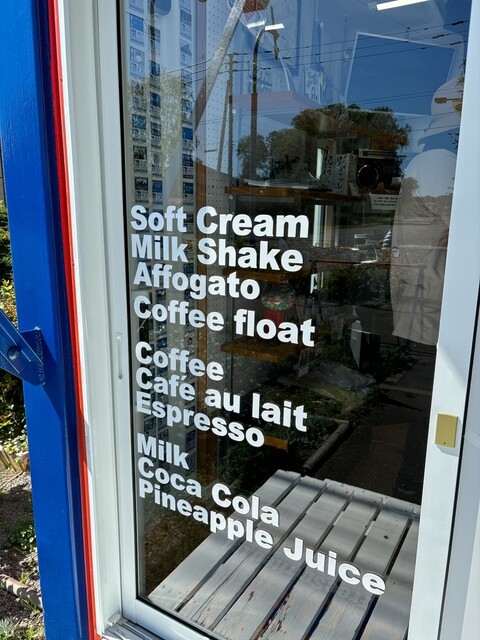 Soft Cream
Milk Shake
Affogato
Coffee float
Coffee
Cafe au lait
Espresso
Milk
Coca Cola
Pineapple Juice